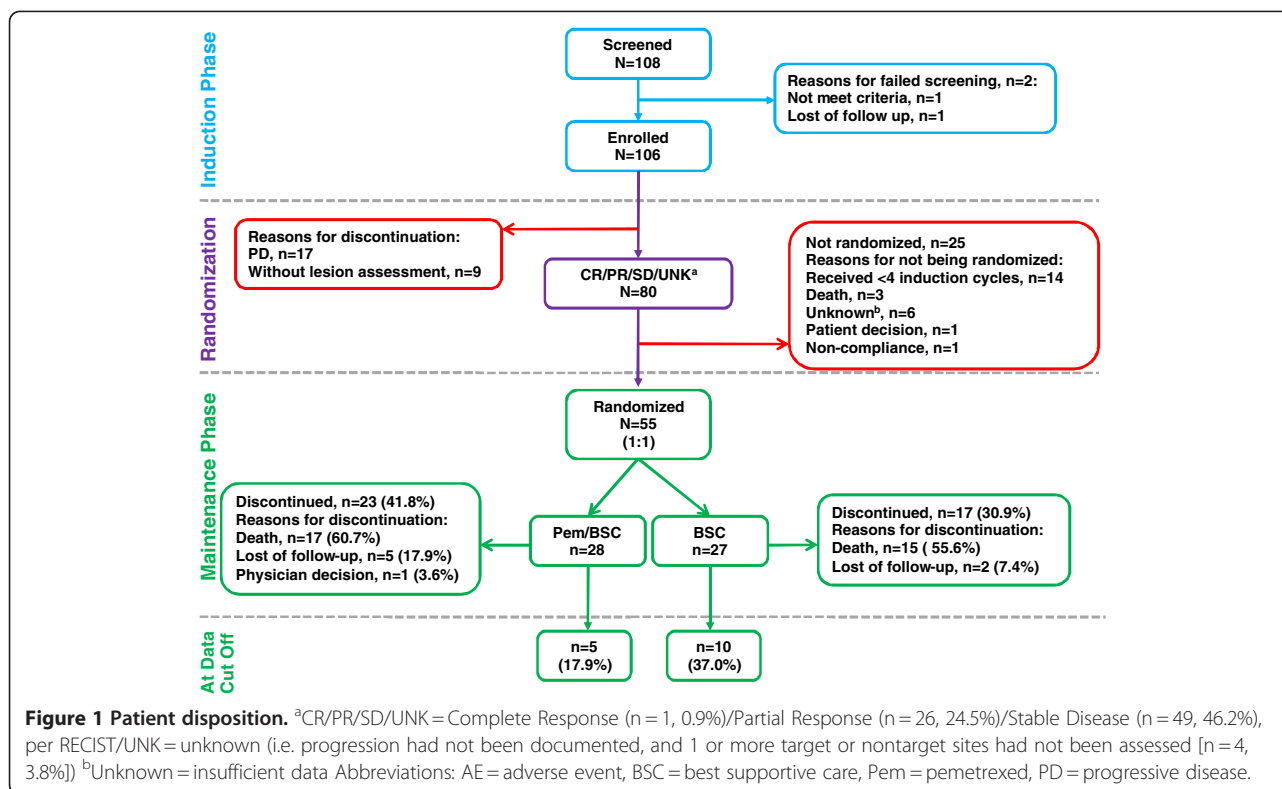 Induction Phase
Screened
N=108
Reasons for failed screening, n=2:
Not meet criteria, n=1
Lost of follow up, n=1
Enrolled
N=106
Randomization
Reasons for discontinuation:
PD, n=17
Without lesion assessment, n=9
CR/PR/SD/UNKᵃ
N=80
Not randomized, n=25
Reasons for not being randomized:
Received <4 induction cycles, n=14
Death, n=3
Unknownᵇ, n=6
Patient decision, n=1
Non-compliance, n=1
Maintenance Phase
Randomized
N=55
(1:1)
Discontinued, n=23 (41.8%)
Reasons for discontinuation:
Death, n=17 (60.7%)
Lost of follow-up, n=5 (17.9%)
Physician decision, n=1 (3.6%)
Pem/BSC
n=28
BSC
n=27
Discontinued, n=17 (30.9%)
Reasons for discontinuation:
Death, n=15 ( 55.6%)
Lost of follow-up, n=2 (7.4%)
At Data
Cut Off
n=5
(17.9%)
n=10
(37.0%)
Figure 1 Patient disposition. ᵃCR/PR/SD/UNK = Complete Response (n = 1, 0.9%)/Partial Response (n = 26, 24.5%)/Stable Disease (n = 49, 46.2%),
per RECIST/UNK = unknown (i.e. progression had not been documented, and 1 or more target or nontarget sites had not been assessed [n = 4,
3.8%]) ᵇUnknown = insufficient data Abbreviations: AE = adverse event, BSC = best supportive care, Pem = pemetrexed, PD = progressive disease.